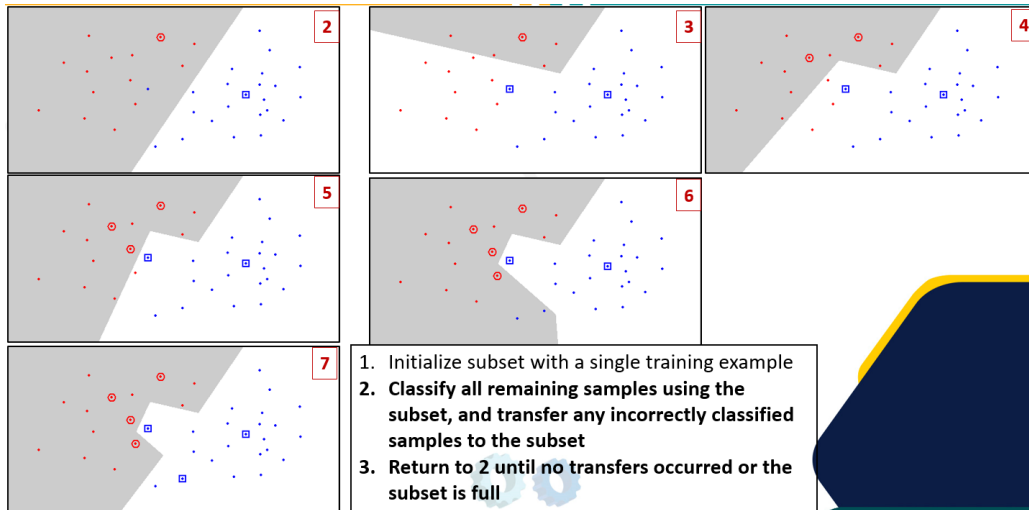 2
3
4
5
6
7
1. Initialize subset with a single training example
2. Classify all remaining samples using the
subset, and transfer any incorrectly classified
samples to the subset
3. Return to 2 until no transfers occurred or the
subset is full